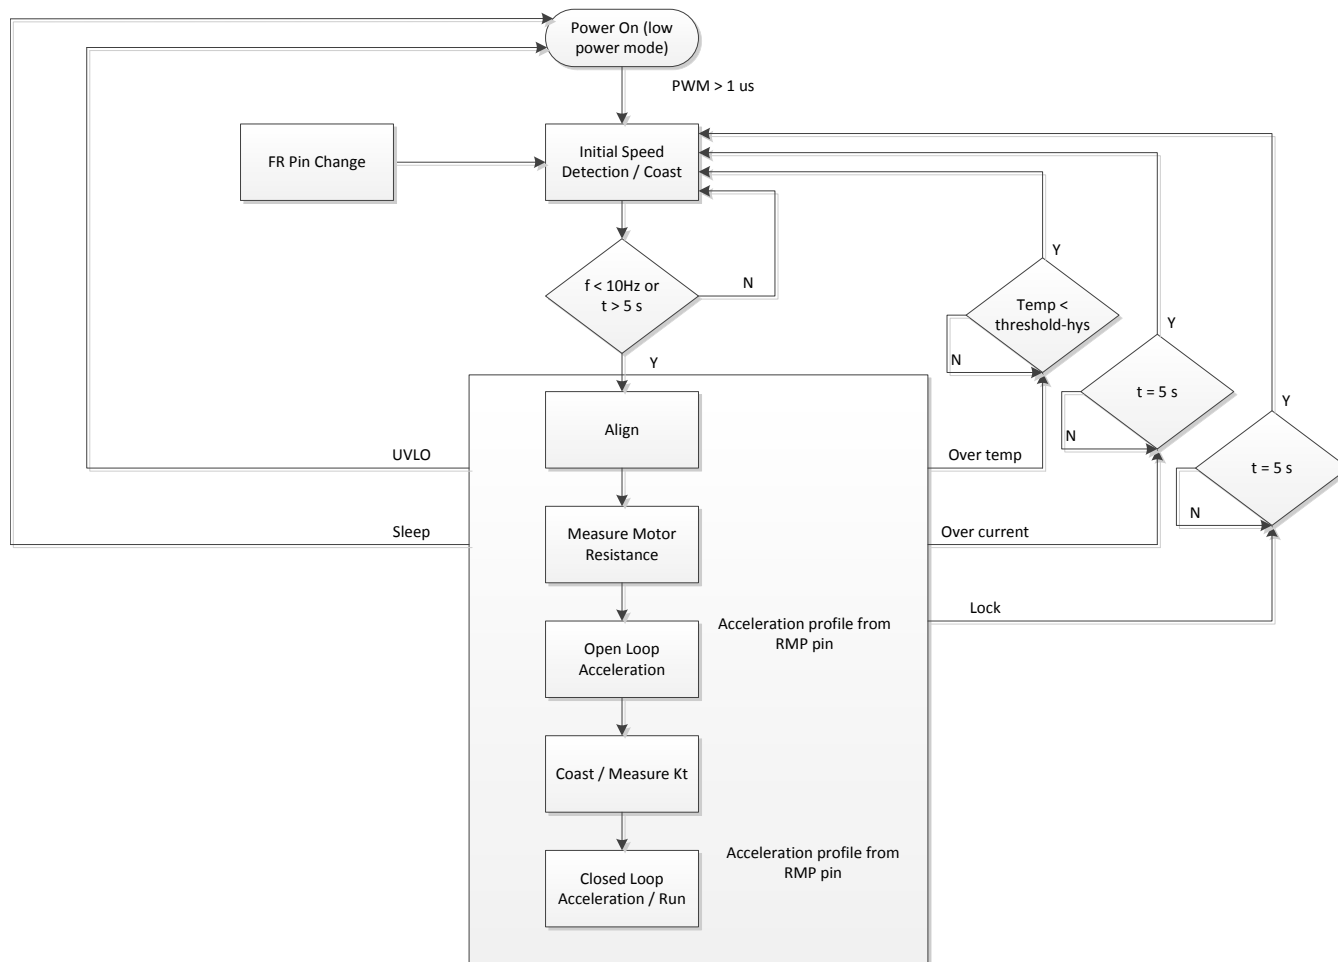 Power On (low
power mode)
PWM > 1 us
FR Pin Change
Initial Speed
Detection / Coast
Y
f < 10Hz or
t > 5 s
N
Temp <
threshold-hys
Y
N
Y
t = 5 s
Y
N
Align
UVLO
Over temp
t = 5 s
N
Measure Motor
Resistance
Sleep
Over current
Lock
Acceleration profile from
RMP pin
Open Loop
Acceleration
Coast / Measure Kt
Acceleration profile from
RMP pin
Closed Loop
Acceleration / Run